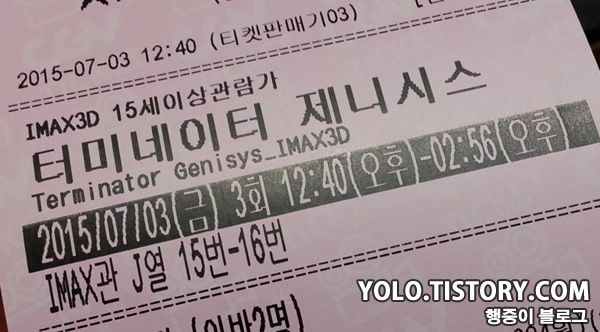 2015-07-03 12:40 (티켓판매기03)
IMAX3D 15세이상관람가
터미네이터 제니시스
Terminator Genisys_IMAX3D
2015/07/03(금) 3회 12:40(오후)-02:56(오후)
IMAX관 J열 15번-16번
YOLO.TISTORY.COM
행중이 블로그